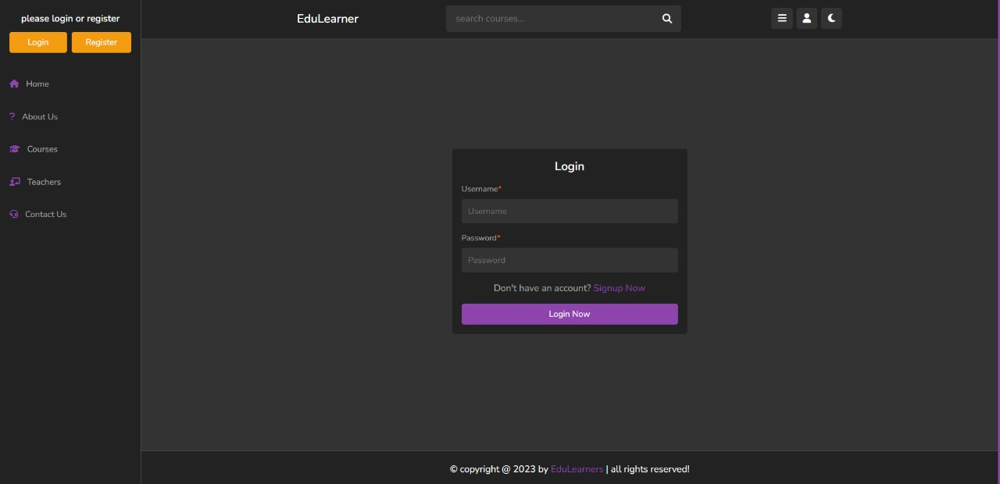 please login or register
Login
Register
Home
About Us
Courses
Teachers
Contact Us
EduLearner
search courses...
Login
Username*
Username
Password*
Password
Don't have an account? Signup Now
Login Now
© copyright @ 2023 by EduLearners | all rights reserved!